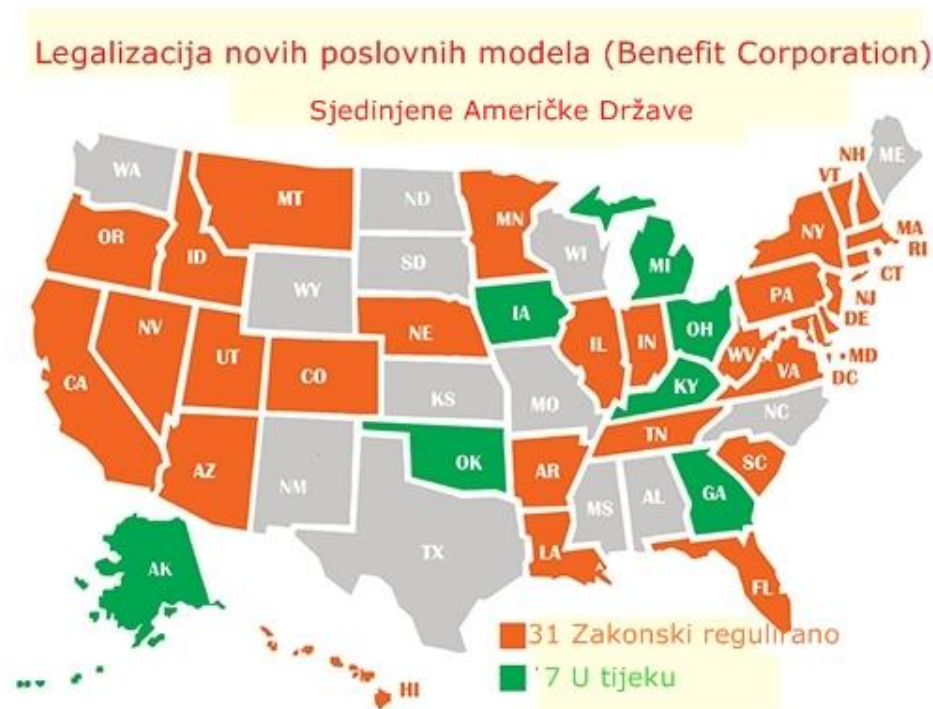 Legalizacija novih poslovnih modela (Benefit Corporation)
Sjedinjene Američke Države
WA
MT
ND
MN
OR
ID
SD
WI
MI
WY
NH
VT
ME
NY
MA
RI
CT
NV
UT
CO
NE
IA
IL
IN
OH
PA
NJ
DE
CA
KS
MO
KY
WV
VA
MD
DC
AZ
NM
OK
AR
TN
NC
SC
TX
LA
MS
AL
GA
FL
AK
HI
31 Zakonski regulirano
7 U tijeku